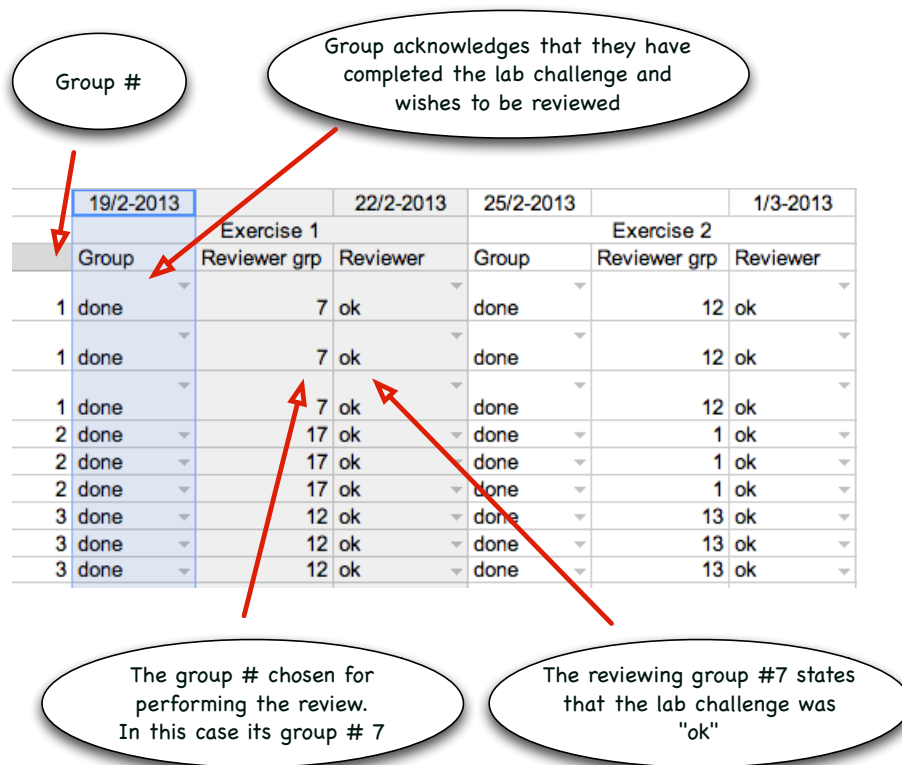 Group #
Group acknowledges that they have
completed the lab challenge and
wishes to be reviewed
19/2-2013 22/2-2013 25/2-2013 1/3-2013
Exercise 1 Exercise 2
Group Reviewer grp Reviewer Group Reviewer grp Reviewer
1 done 7 ok done 12 ok
1 done 7 ok done 12 ok
1 done 7 ok done 12 ok
2 done 17 ok done 1 ok
2 done 17 ok done 1 ok
2 done 17 ok done 1 ok
3 done 12 ok done 13 ok
3 done 12 ok done 13 ok
3 done 12 ok done 13 ok
The group # chosen for
performing the review.
In this case its group # 7
The reviewing group #7 states
that the lab challenge was
"ok"